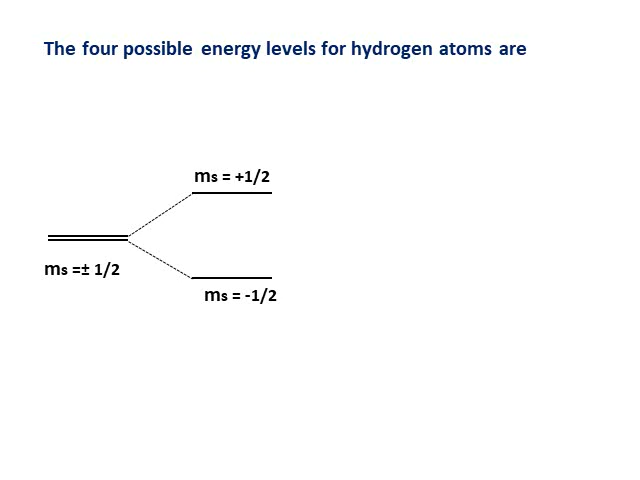 The four possible energy levels for hydrogen atoms are
ms = +1/2
ms =± 1/2
ms = -1/2